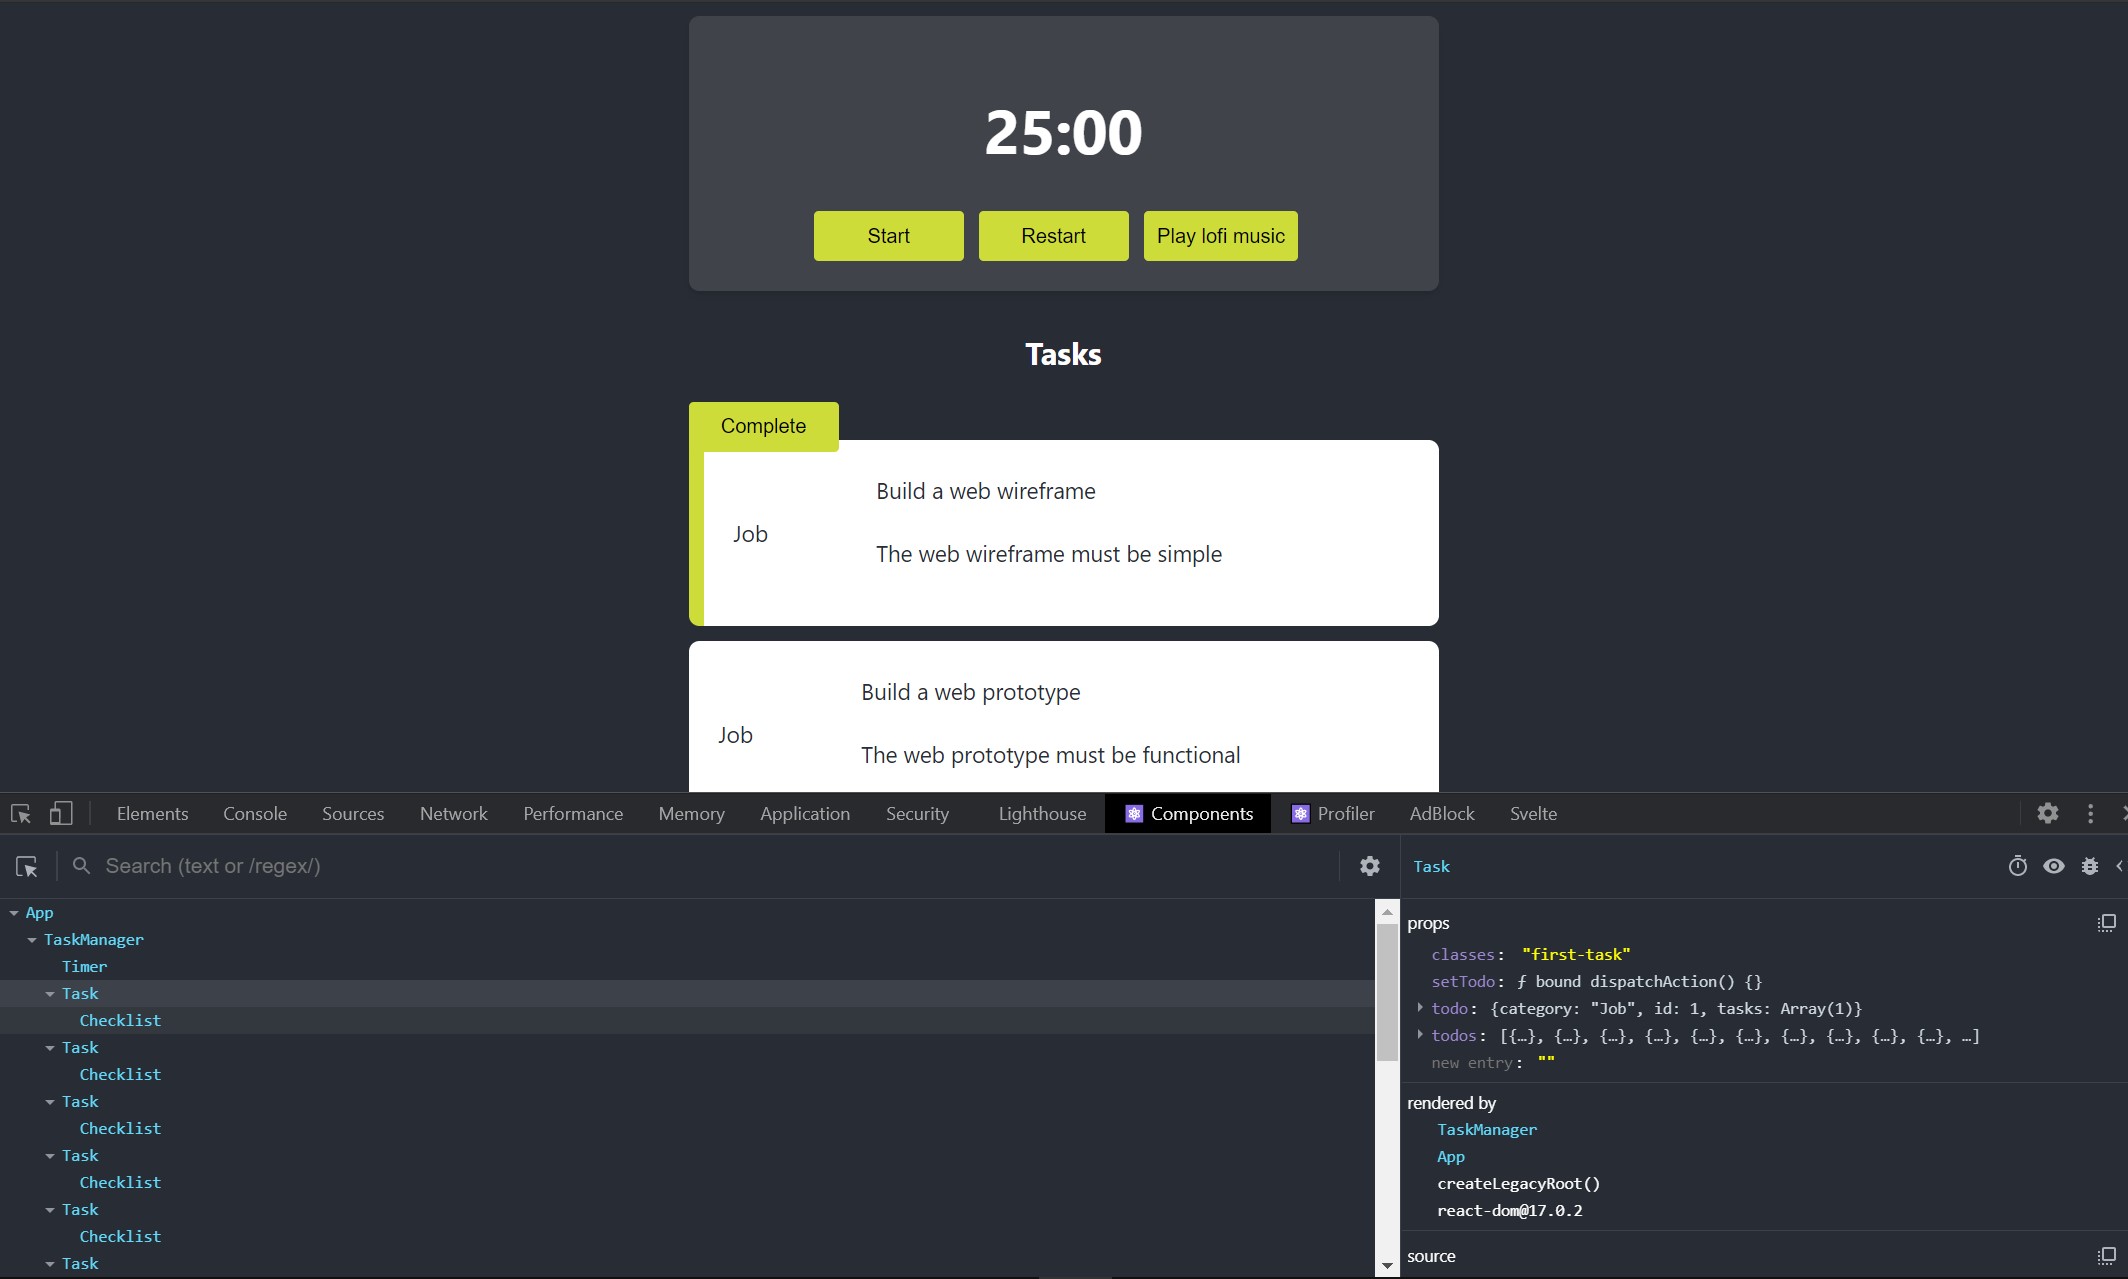 25:00
Start Restart Play lofi music
Tasks
Complete
Build a web wireframe
Job
The web wireframe must be simple
Build a web prototype
Job
The web prototype must be functional
Elements Console Sources Network Performance Memory Application Security Lighthouse Components Profiler AdBlock Svelte
Search (text or /regex/)
App
TaskManager
Timer
Task
Checklist
Task
Checklist
Task
Checklist
Task
Checklist
Task
Checklist
Task
Task
props
classes: "first-task"
setTodo: ƒ bound dispatchAction() {}
todo: {category: "Job", id: 1, tasks: Array(1)}
todos: [{…}, {…}, {…}, {…}, {…}, {…}, {…}, {…}, {…}, {…}, …]
new entry: ""
rendered by
TaskManager
App
createLegacyRoot()
react-dom@17.0.2
source